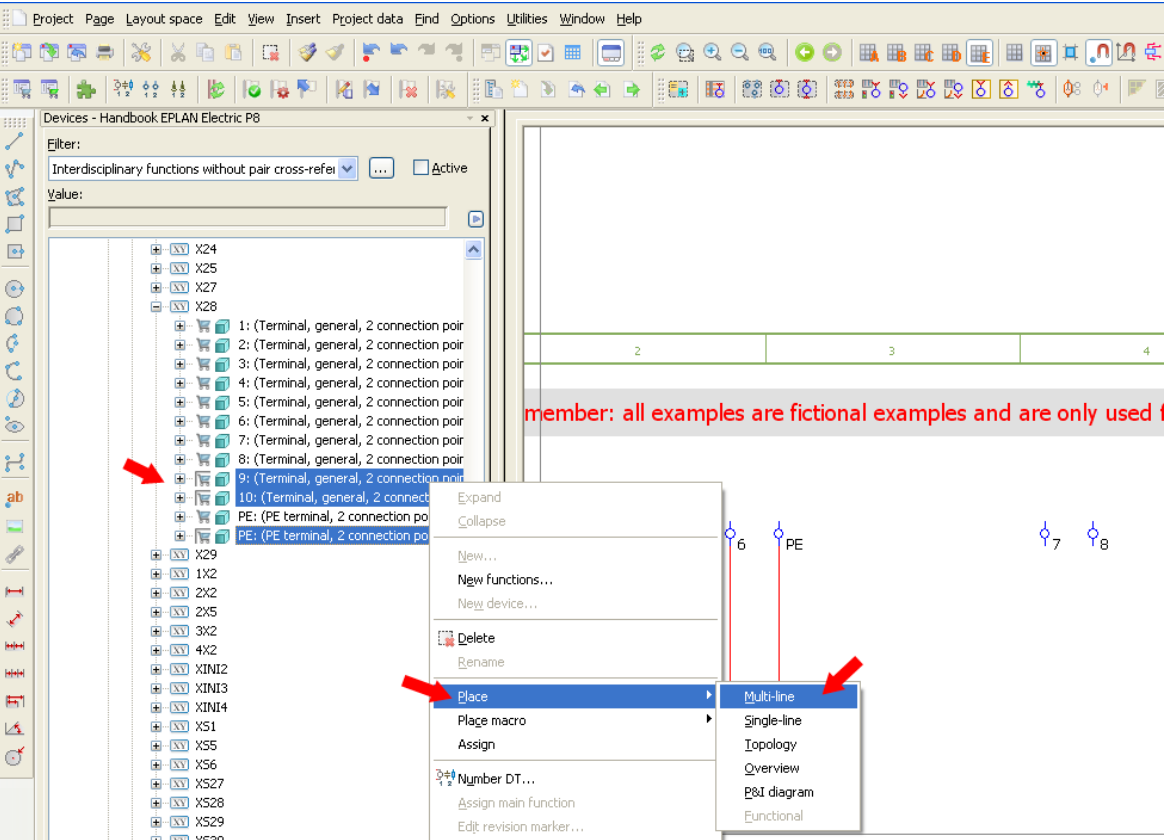 Project Page Layout space Edit View Insert Project data Find Options Utilities Window Help
Devices - Handbook EPLAN Electric P8
Filter:
Interdisciplinary functions without pair cross-refe
...
Active
Value:
X24
X25
X27
X28
1: (Terminal, general, 2 connection poir
2: (Terminal, general, 2 connection poir
3: (Terminal, general, 2 connection poir
4: (Terminal, general, 2 connection poir
5: (Terminal, general, 2 connection poir
6: (Terminal, general, 2 connection poir
7: (Terminal, general, 2 connection poir
8: (Terminal, general, 2 connection poir
9: (Terminal, general, 2 connection poir
10: (Terminal, general, 2 connect
PE: (PE terminal, 2 connection po
PE: (PE terminal, 2 connection po
X29
1X2
2X2
2X5
3X2
4X2
XINI2
XINI3
XINI4
XS1
XS5
XS6
XS27
XS28
XS29
Expand
Collapse
New...
New functions...
New device...
Delete
Rename
Place
Place macro
Assign
Number DT...
Assign main function
Edit revision marker...
Multi-line
Single-line
Topology
Overview
P&I diagram
Functional
2 3 4
member: all examples are fictional examples and are only used
6 PE 7 8
ab